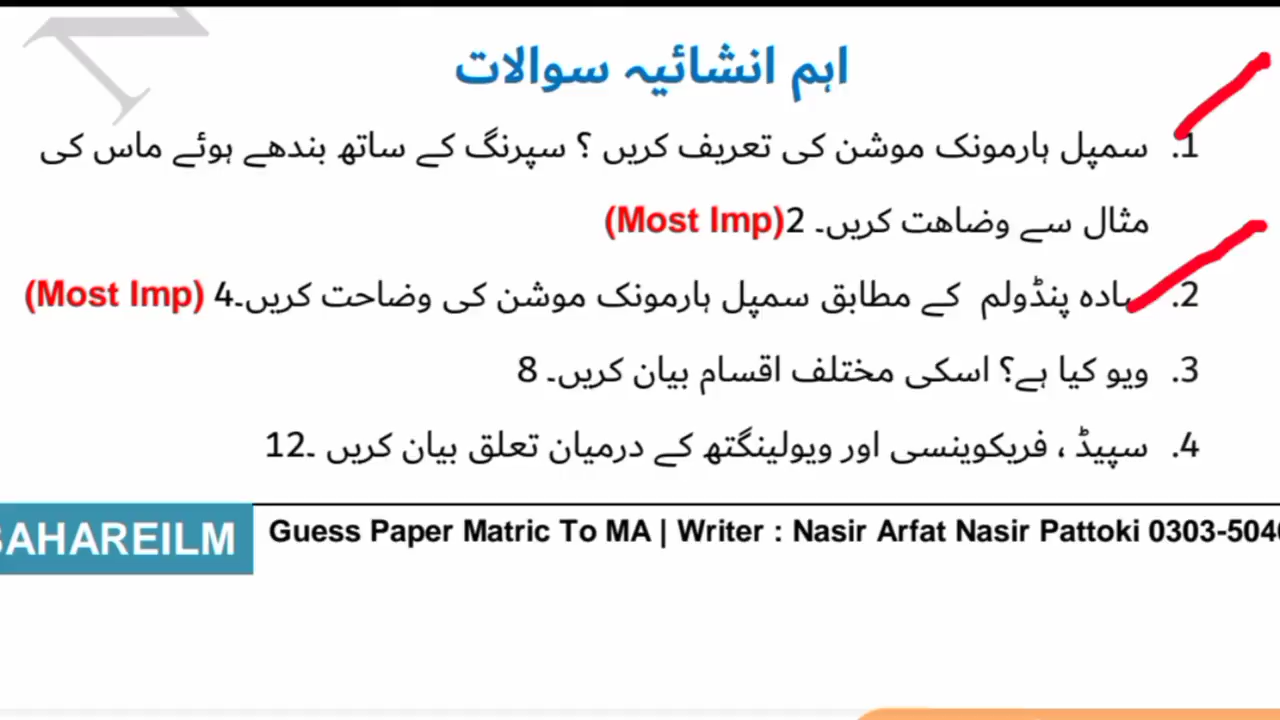 اہم انشائیہ سوالات
1. سمپل ہارمونک موشن کی تعریف کریں ؟ سپرنگ کے ساتھ بندھے ہوئے ماس کی
مثال سے وضاھت کریں۔ 2(Most Imp)
2. سادہ پنڈولم کے مطابق سمپل ہارمونک موشن کی وضاحت کریں۔4 (Most Imp)
3. ویو کیا ہے؟ اسکی مختلف اقسام بیان کریں۔ 8
4. سپیڈ ، فریکوینسی اور ویولینگتھ کے درمیان تعلق بیان کریں ۔12
BAHAREILM Guess Paper Matric To MA | Writer : Nasir Arfat Nasir Pattoki 0303-504